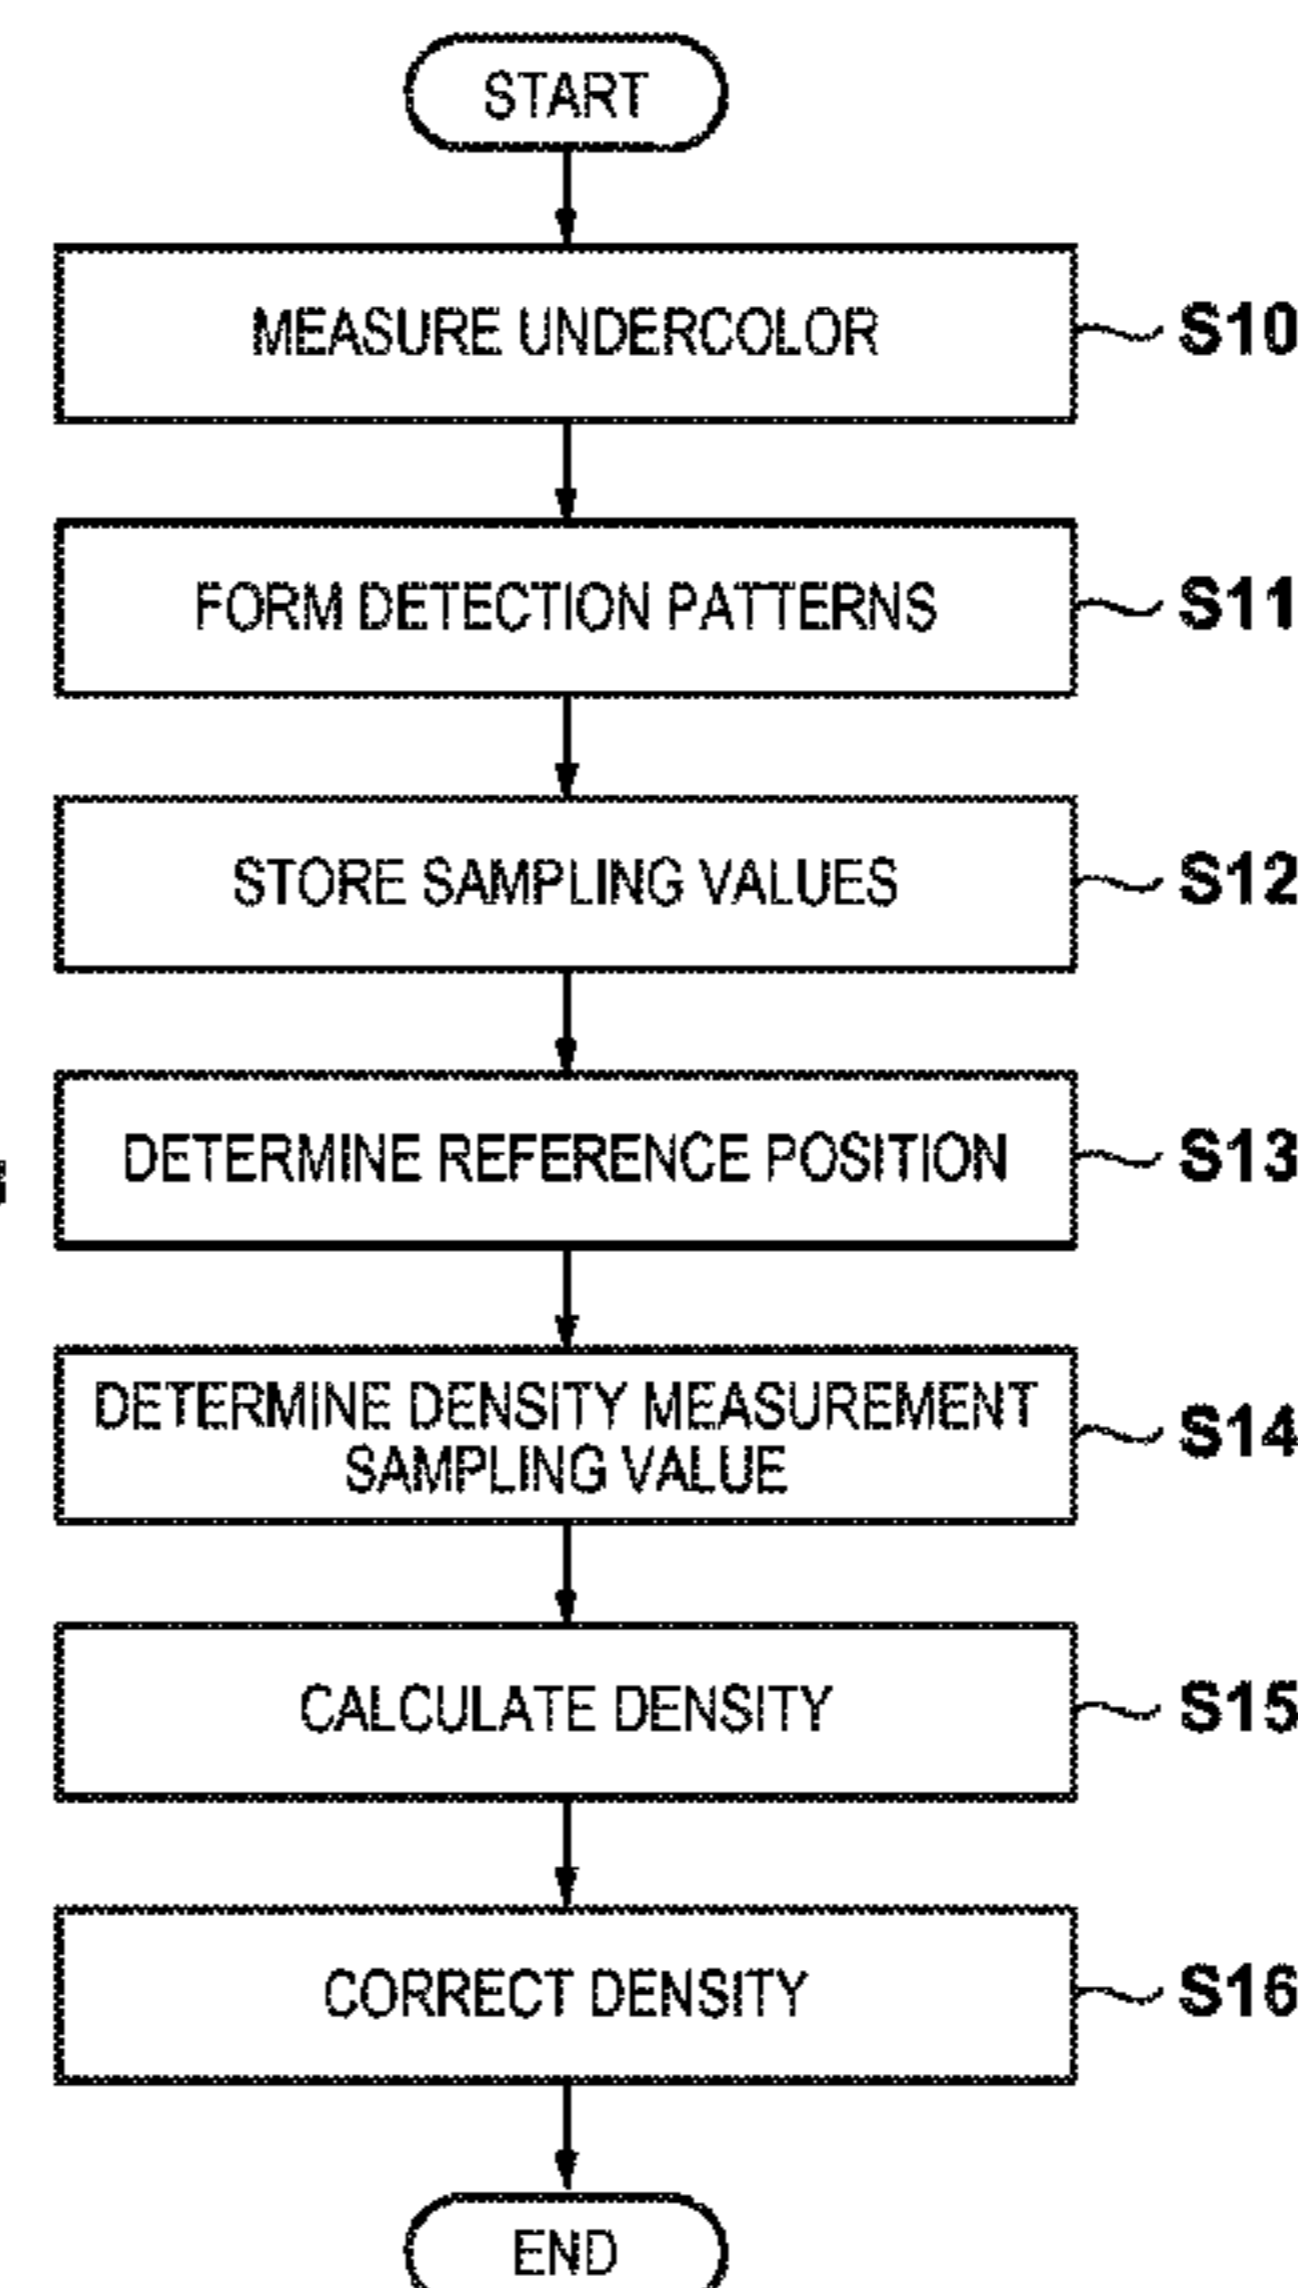 START
MEASURE UNDERCOLOR
S10
FORM DETECTION PATTERNS
S11
STORE SAMPLING VALUES
S12
DETERMINE REFERENCE POSITION
S13
DETERMINE DENSITY MEASUREMENT
SAMPLING VALUE
S14
CALCULATE DENSITY
S15
CORRECT DENSITY
S16
END